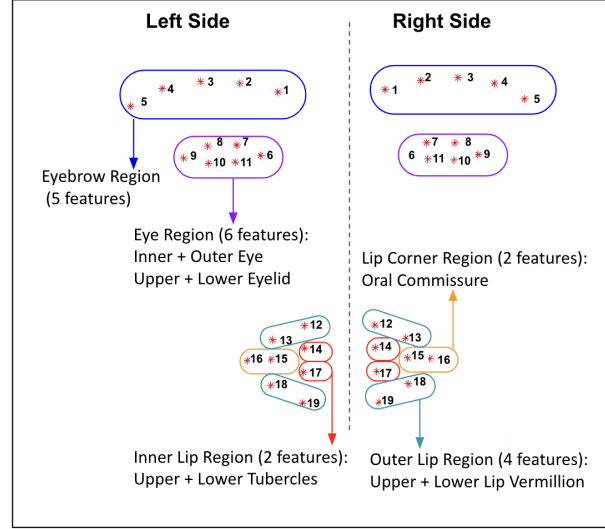 Left Side
Right Side
5 4 3 2 1
1 2 3 4 5
9 8 7 6
10 11
6 7 8 9
11 10
Eyebrow Region
(5 features)
Eye Region (6 features):
Inner + Outer Eye
Upper + Lower Eyelid
Lip Corner Region (2 features):
Oral Commissure
12
13
14
16 15
17
18
19
12
13
14
15 16
17
18
19
Inner Lip Region (2 features):
Upper + Lower Tubercles
Outer Lip Region (4 features):
Upper + Lower Lip Vermillion